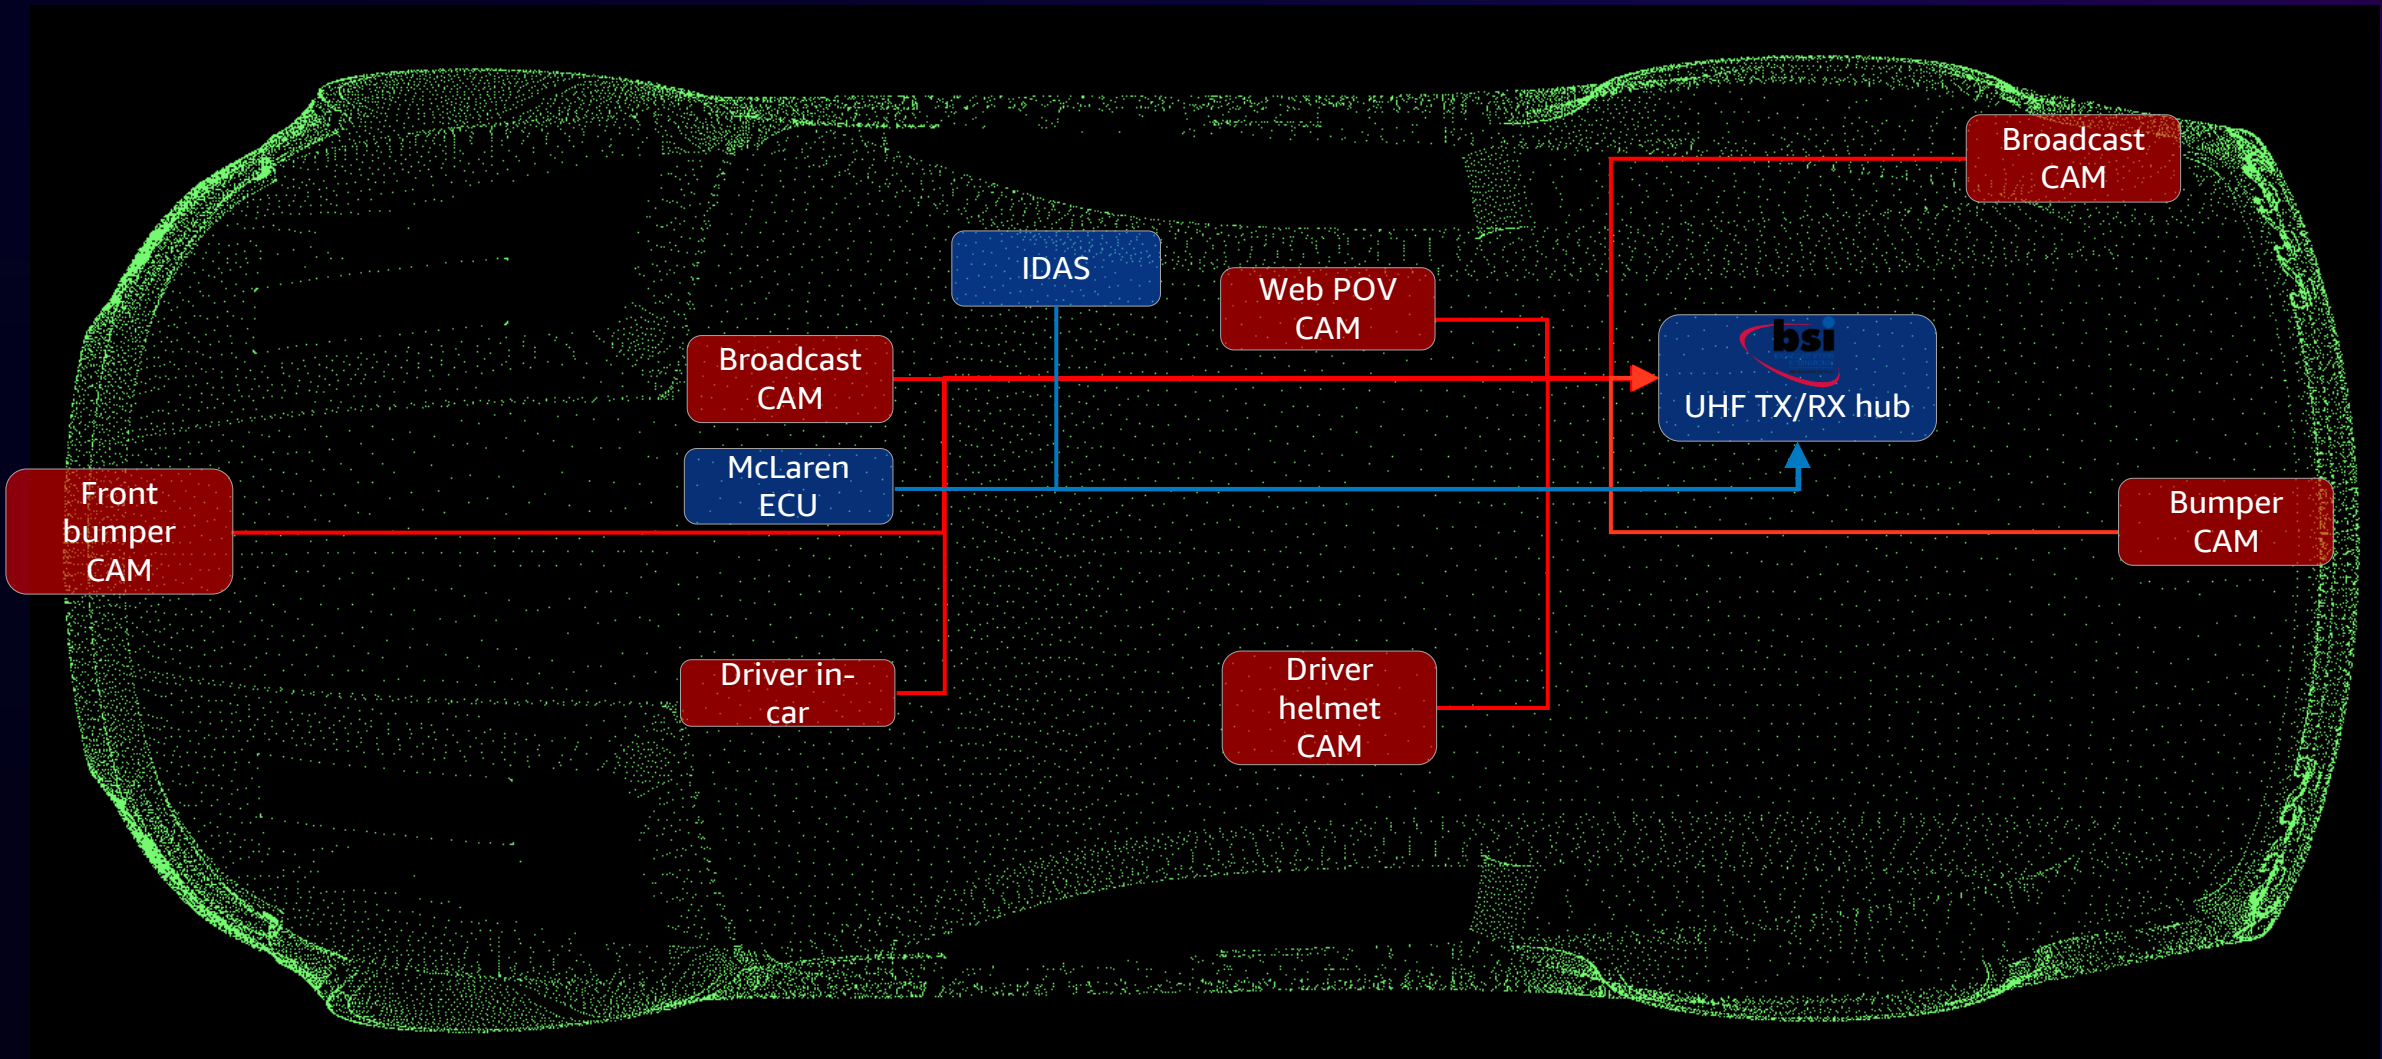 Broadcast
CAM
IDAS
Web POV
CAM
bsi
UHF TX/RX hub
Broadcast
CAM
McLaren
ECU
Front
bumper
CAM
Bumper
CAM
Driver in-
car
Driver
helmet
CAM